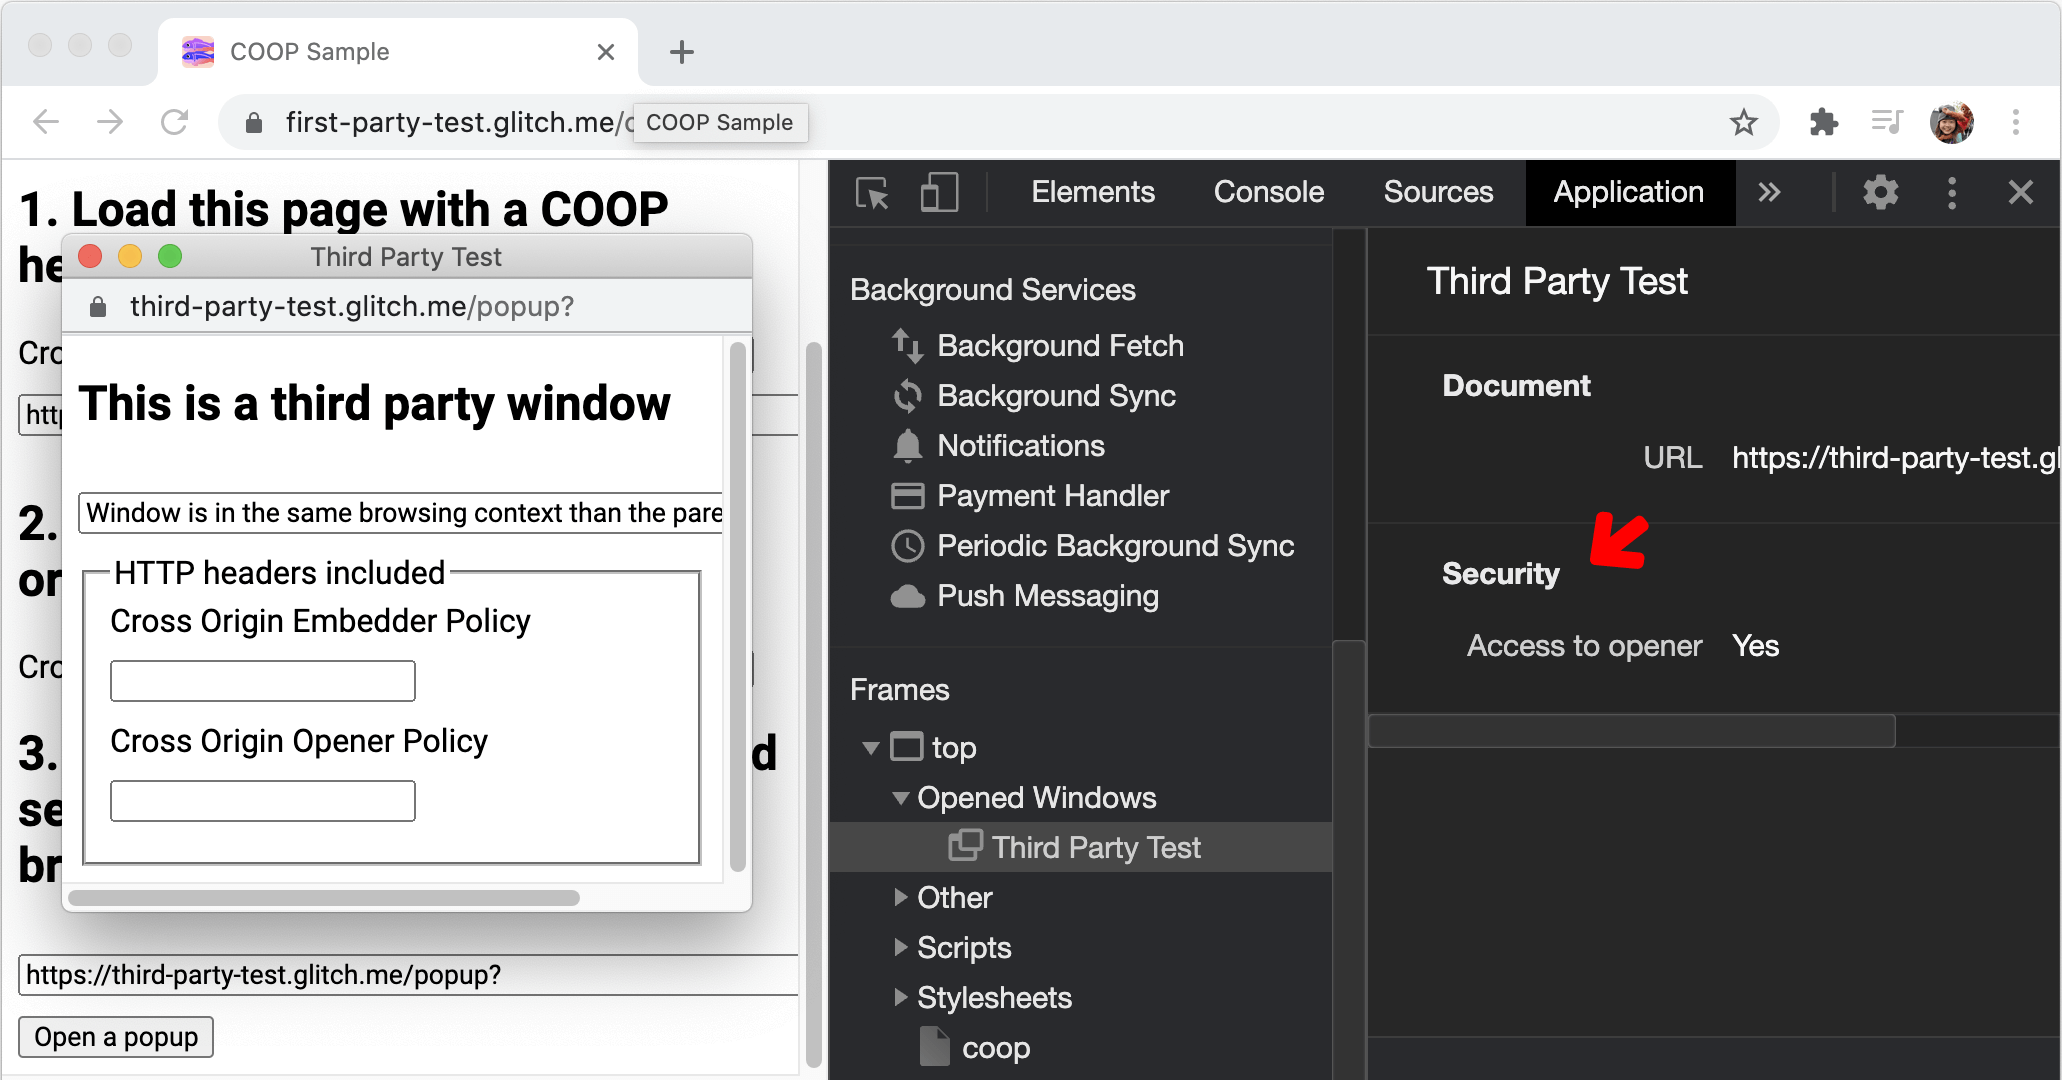 COOP Sample
first-party-test.glitch.me/c
COOP Sample
1. Load this page with a COOP
he
Cro
http
2.
or
Cro
3.
d
se
br
https://third-party-test.glitch.me/popup?
Open a popup
Third Party Test
third-party-test.glitch.me/popup?
This is a third party window
Window is in the same browsing context than the pare
HTTP headers included
Cross Origin Embedder Policy
Cross Origin Opener Policy
Elements Console Sources Application
Background Services
Background Fetch
Background Sync
Notifications
Payment Handler
Periodic Background Sync
Push Messaging
Frames
top
Opened Windows
Third Party Test
Other
Scripts
Stylesheets
coop
Third Party Test
Document
URL https://third-party-test.gl
Security
Access to opener Yes